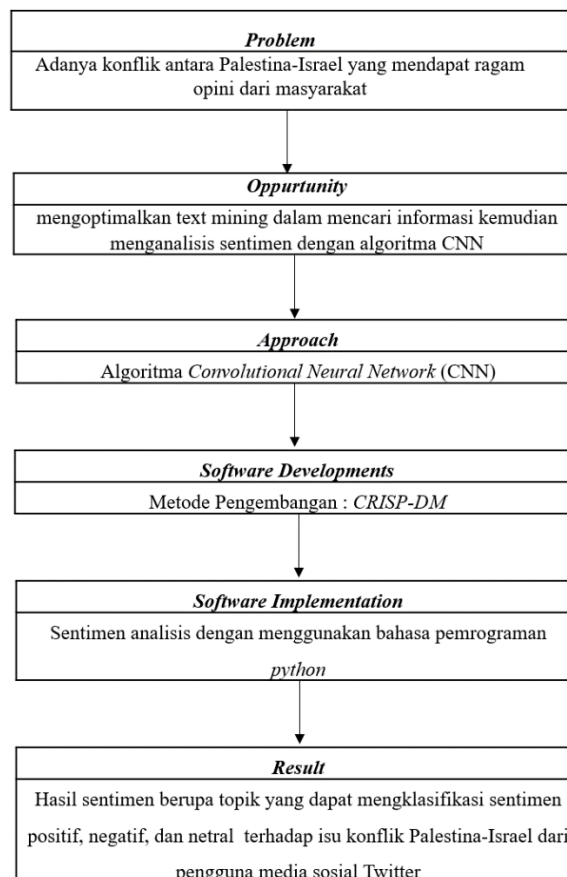 Problem
Adanya konflik antara Palestina-Israel yang mendapat ragam
opini dari masyarakat
Oppurtunity
mengoptimalkan text mining dalam mencari informasi kemudian
menganalisis sentimen dengan algoritma CNN
Approach
Algoritma Convolutional Neural Network (CNN)
Software Developments
Metode Pengembangan : CRISP-DM
Software Implementation
Sentimen analisis dengan menggunakan bahasa pemrograman
python
Result
Hasil sentimen berupa topik yang dapat mengklasifikasi sentimen
positif, negatif, dan netral terhadap isu konflik Palestina-Israel dari
pengguna media sosial Twitter